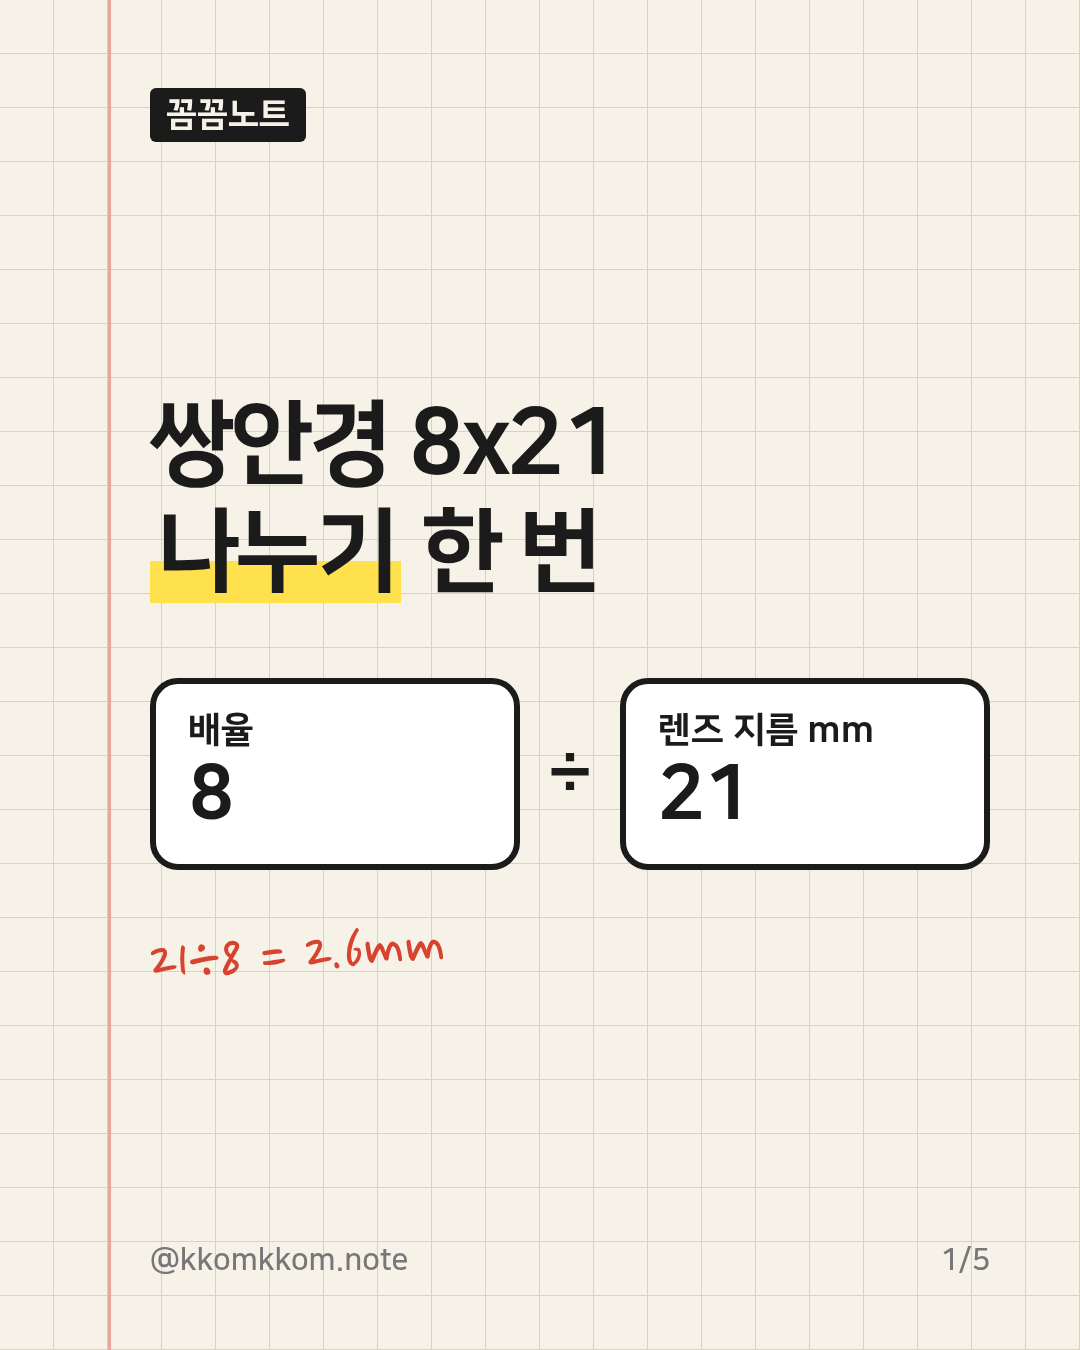 꼼꼼노트
쌍안경 8x21
나누기 한 번
배율
8
÷
렌즈 지름 mm
21
21÷8 = 2.6mm
@kkomkkom.note
1/5